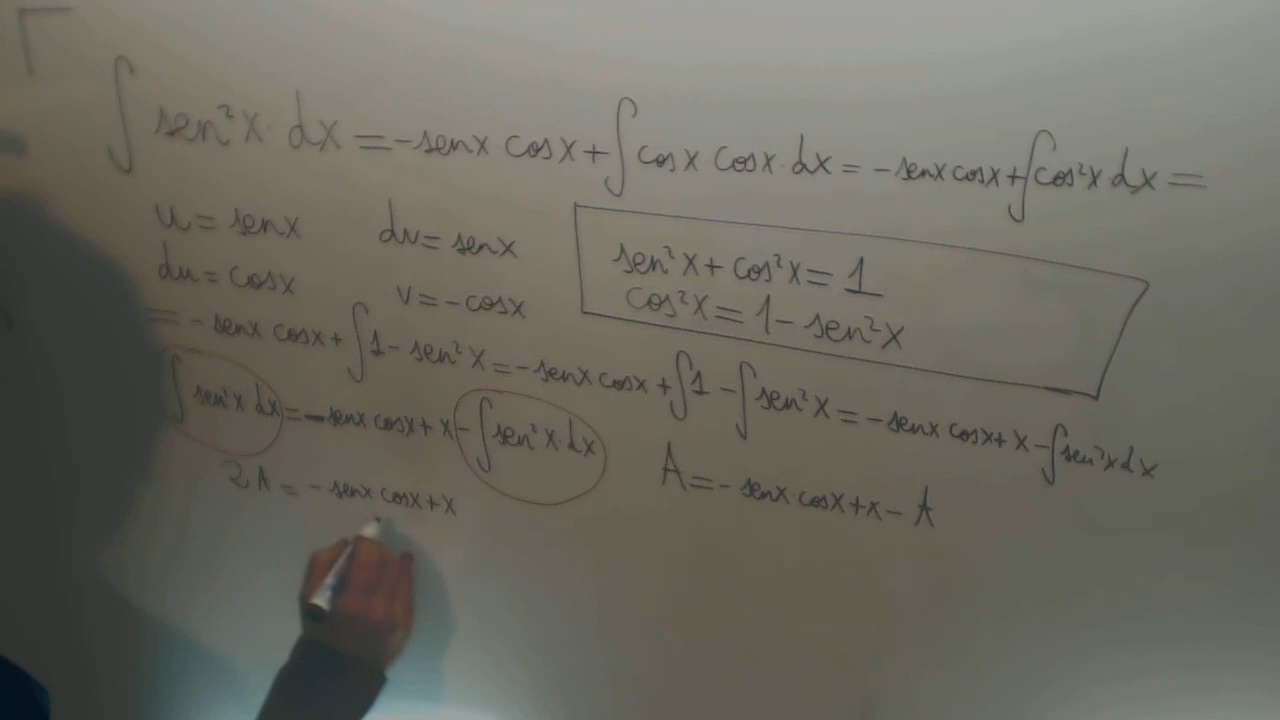 ∫ sen²x · dx = -senx cosx + ∫ cosx cosx · dx = -senx cosx + ∫ cos²x · dx =
u = senx dv = senx
du = cosx v = -cosx
sen²x + cos²x = 1
cos²x = 1 - sen²x
= -senx cosx + ∫ 1 - sen²x = -senx cosx + ∫ 1 - ∫ sen²x = -senx cosx + x - ∫ sen²x dx
∫ sen²x dx = -senx cosx + x - ∫ sen²x · dx
A = -senx cosx + x - A
2A = -senx cosx + x